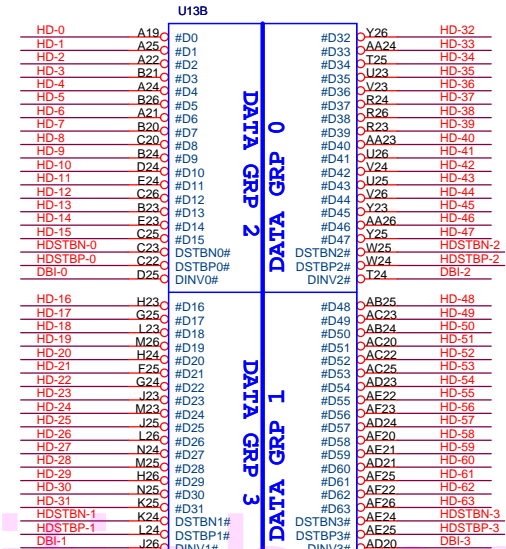 U13B
HD-0 A19 #D0 #D32 Y26 HD-32
HD-1 A25 #D1 #D33 AA24 HD-33
HD-2 A22 #D2 #D34 T25 HD-34
HD-3 B21 #D3 #D35 U23 HD-35
HD-4 A24 #D4 #D36 V23 HD-36
HD-5 B26 #D5 #D37 R24 HD-37
HD-6 A21 #D6 #D38 R26 HD-38
HD-7 B20 #D7 #D39 R23 HD-39
HD-8 C20 #D8 #D40 AA23 HD-40
HD-9 B24 #D9 #D41 U26 HD-41
HD-10 D24 #D10 #D42 V24 HD-42
HD-11 E24 #D11 #D43 U25 HD-43
HD-12 C26 #D12 #D44 V26 HD-44
HD-13 B23 #D13 #D45 Y23 HD-45
HD-14 E23 #D14 #D46 AA26 HD-46
HD-15 C25 #D15 #D47 Y25 HD-47
HDSTBN-0 C23 DSTBN0# DSTBN2# W25 HDSTBN-2
HDSTBP-0 C22 DSTBP0# DSTBP2# W24 HDSTBP-2
DBI-0 D25 DINV0# DINV2# T24 DBI-2
DATA GRP 2
DATA GRP 0
HD-16 H23 #D16 #D48 AB25 HD-48
HD-17 G25 #D17 #D49 AC23 HD-49
HD-18 L23 #D18 #D50 AB24 HD-50
HD-19 M26 #D19 #D51 AC20 HD-51
HD-20 H24 #D20 #D52 AC22 HD-52
HD-21 F25 #D21 #D53 AC25 HD-53
HD-22 G24 #D22 #D54 AD23 HD-54
HD-23 J23 #D23 #D55 AE22 HD-55
HD-24 M23 #D24 #D56 AF23 HD-56
HD-25 J25 #D25 #D57 AD24 HD-57
HD-26 L26 #D26 #D58 AF20 HD-58
HD-27 N24 #D27 #D59 AE21 HD-59
HD-28 M25 #D28 #D60 AD21 HD-60
HD-29 H26 #D29 #D61 AF25 HD-61
HD-30 N25 #D30 #D62 AF22 HD-62
HD-31 K25 #D31 #D63 AF26 HD-63
HDSTBN-1 K24 DSTBN1# DSTBN3# AE24 HDSTBN-3
HDSTBP-1 L24 DSTBP1# DSTBP3# AE25 HDSTBP-3
DBI-1 J26 DINV1# DINV3# AD20 DBI-3
DATA GRP 3
DATA GRP 1